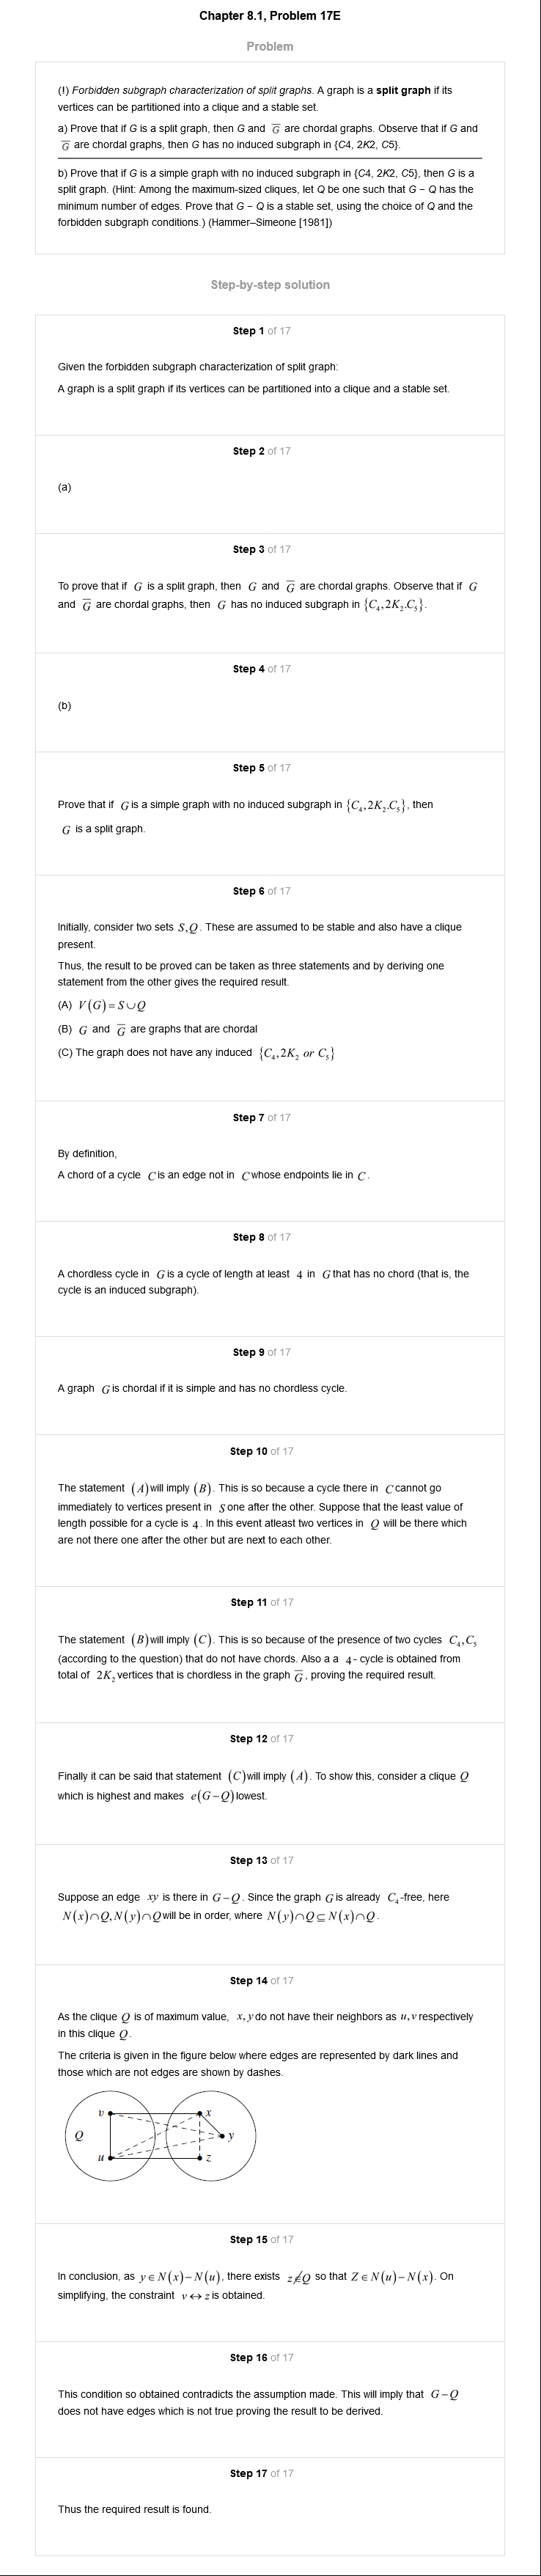 Chapter 8.1, Problem 17E
Problem
(!) Forbidden subgraph characterization of split graphs. A graph is a split graph if its
vertices can be partitioned into a clique and a stable set.
a) Prove that if G is a split graph, then G and G̅ are chordal graphs. Observe that if G and
G̅ are chordal graphs, then G has no induced subgraph in {C4, 2K2, C5}.
b) Prove that if G is a simple graph with no induced subgraph in {C4, 2K2, C5}, then G is a
split graph. (Hint: Among the maximum-sized cliques, let Q be one such that G − Q has the
minimum number of edges. Prove that G − Q is a stable set, using the choice of Q and the
forbidden subgraph conditions.) (Hammer–Simeone [1981])
Step-by-step solution
Step 1 of 17
Given the forbidden subgraph characterization of split graph:
A graph is a split graph if its vertices can be partitioned into a clique and a stable set.
Step 2 of 17
(a)
Step 3 of 17
To prove that if G is a split graph, then G and G̅ are chordal graphs. Observe that if G
and G̅ are chordal graphs, then G has no induced subgraph in {C₄,2K₂.C₅}.
Step 4 of 17
(b)
Step 5 of 17
Prove that if G is a simple graph with no induced subgraph in {C₄,2K₂.C₅}, then
G is a split graph.
Step 6 of 17
Initially, consider two sets S,Q. These are assumed to be stable and also have a clique
present.
Thus, the result to be proved can be taken as three statements and by deriving one
statement from the other gives the required result.
(A) V(G)=S∪Q
(B) G and G̅ are graphs that are chordal
(C) The graph does not have any induced {C₄,2K₂ or C₅}
Step 7 of 17
By definition,
A chord of a cycle C is an edge not in C whose endpoints lie in C.
Step 8 of 17
A chordless cycle in G is a cycle of length at least 4 in G that has no chord (that is, the
cycle is an induced subgraph).
Step 9 of 17
A graph G is chordal if it is simple and has no chordless cycle.
Step 10 of 17
The statement (A) will imply (B). This is so because a cycle there in C cannot go
immediately to vertices present in S one after the other. Suppose that the least value of
length possible for a cycle is 4. In this event atleast two vertices in Q will be there which
are not there one after the other but are next to each other.
Step 11 of 17
The statement (B) will imply (C). This is so because of the presence of two cycles C₄,C₅
(according to the question) that do not have chords. Also a a 4- cycle is obtained from
total of 2K₂ vertices that is chordless in the graph G̅, proving the required result.
Step 12 of 17
Finally it can be said that statement (C) will imply (A). To show this, consider a clique Q
which is highest and makes e(G−Q) lowest.
Step 13 of 17
Suppose an edge xy is there in G−Q. Since the graph G is already C₄-free, here
N(x)∩Q,N(y)∩Q will be in order, where N(y)∩Q⊆N(x)∩Q.
Step 14 of 17
As the clique Q is of maximum value, x,y do not have their neighbors as u,v respectively
in this clique Q.
The criteria is given in the figure below where edges are represented by dark lines and
those which are not edges are shown by dashes.
v x
Q y
u z
Step 15 of 17
In conclusion, as y∈N(x)−N(u), there exists z∉Q so that Z∈N(u)−N(x). On
simplifying, the constraint v↔z is obtained.
Step 16 of 17
This condition so obtained contradicts the assumption made. This will imply that G−Q
does not have edges which is not true proving the result to be derived.
Step 17 of 17
Thus the required result is found.